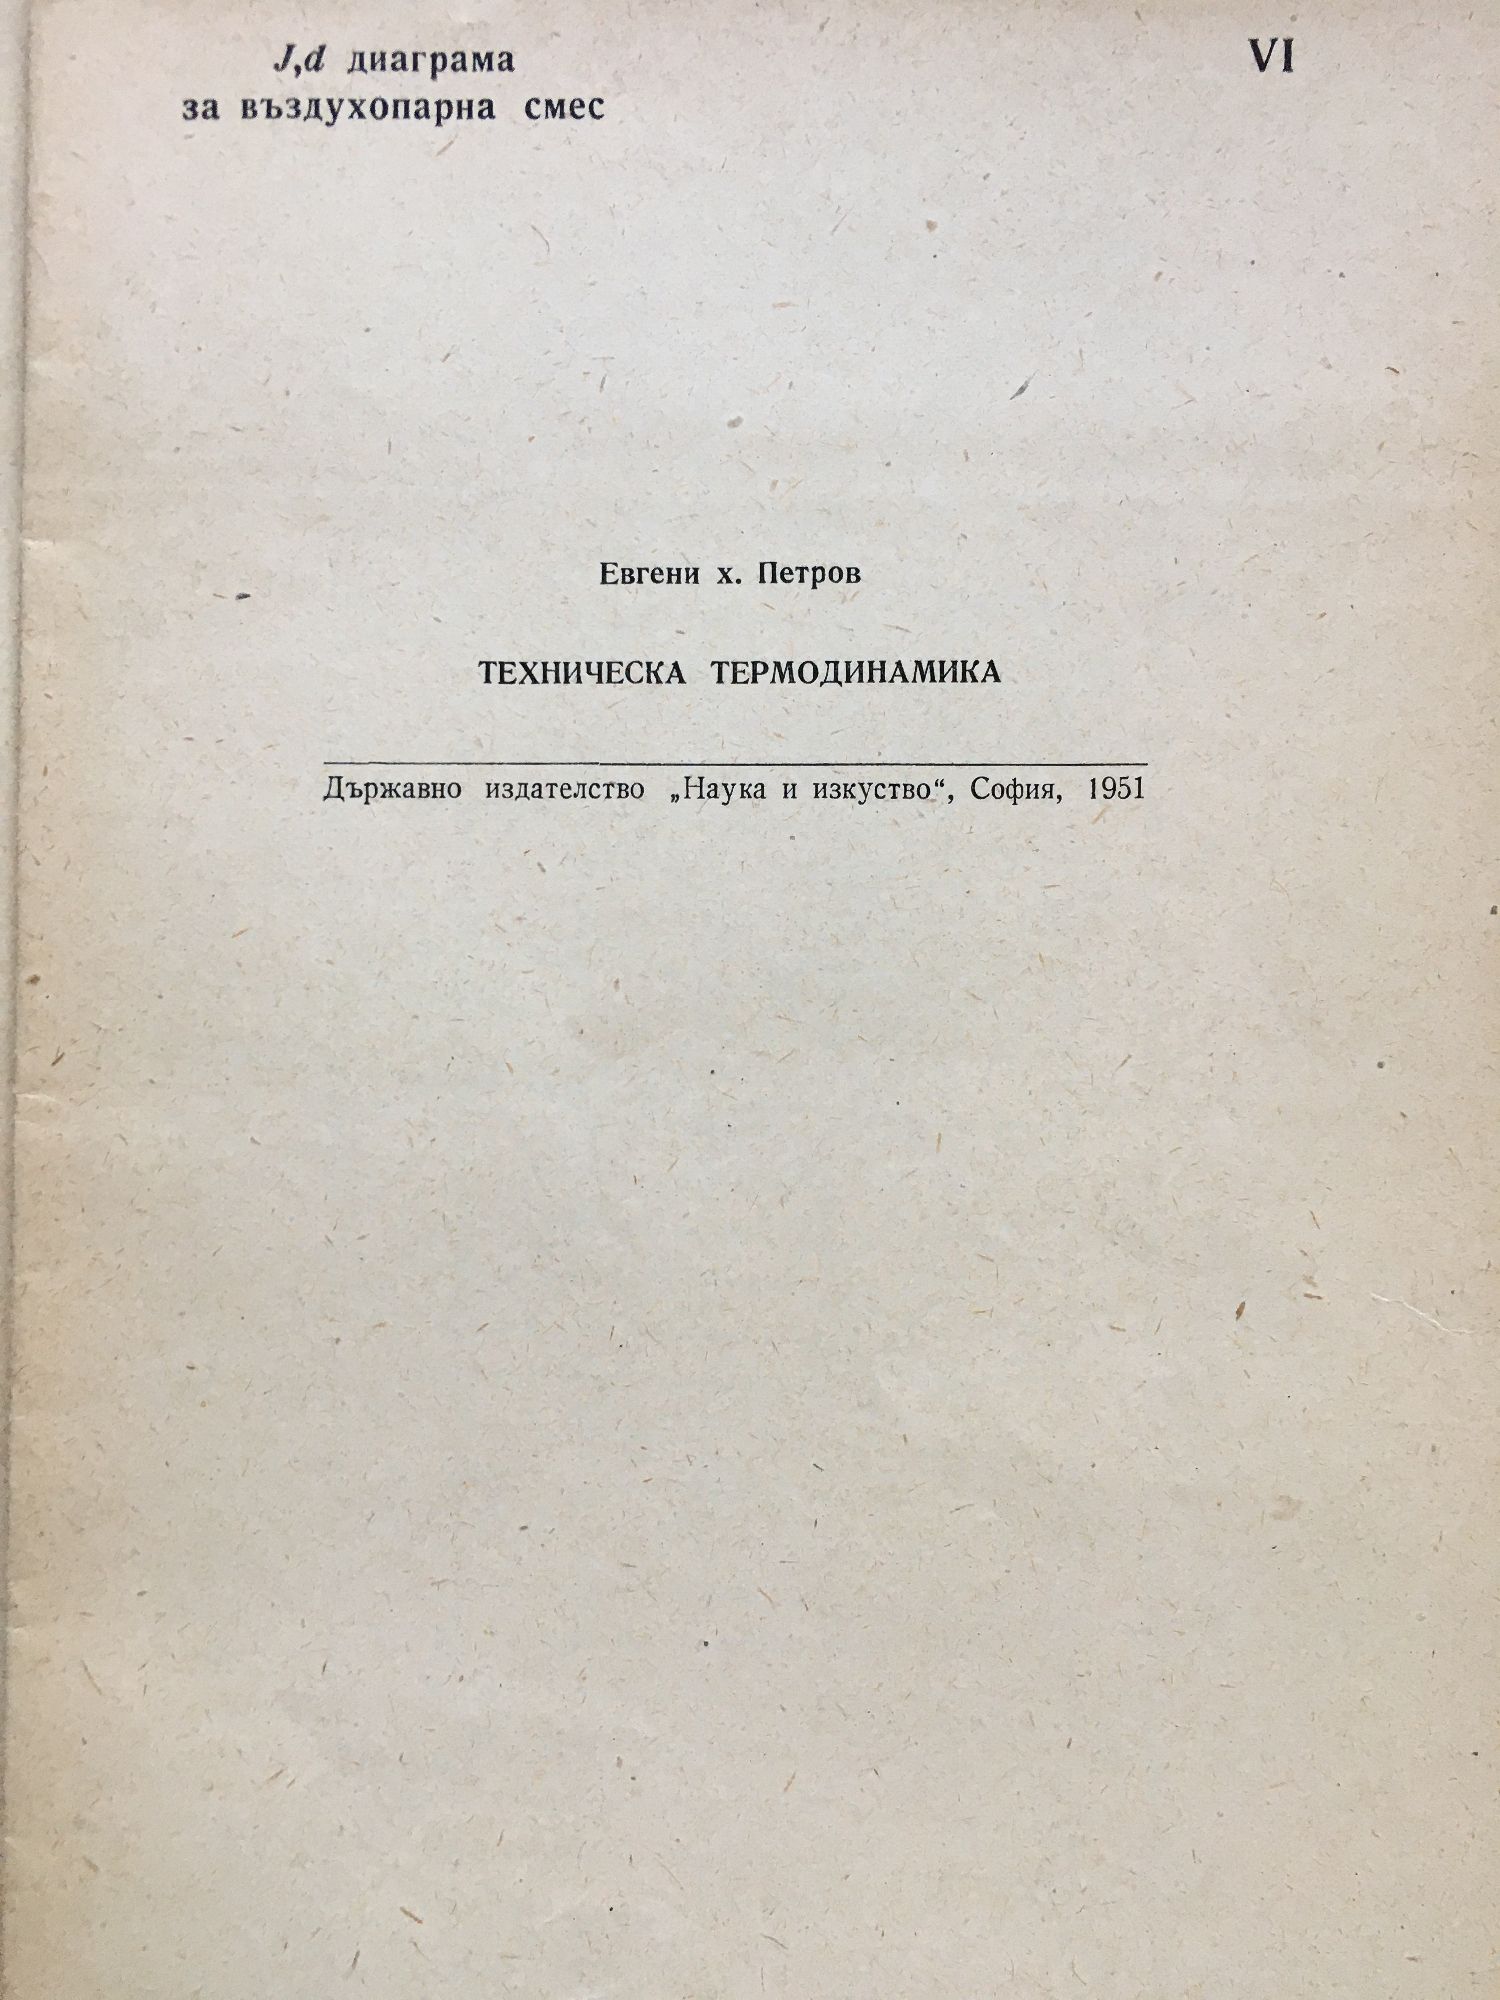 J,d диаграма
за въздухопарна смес
VI
Евгени х. Петров
ТЕХНИЧЕСКА ТЕРМОДИНАМИКА
Държавно издателство „Наука и изкуство“, София, 1951